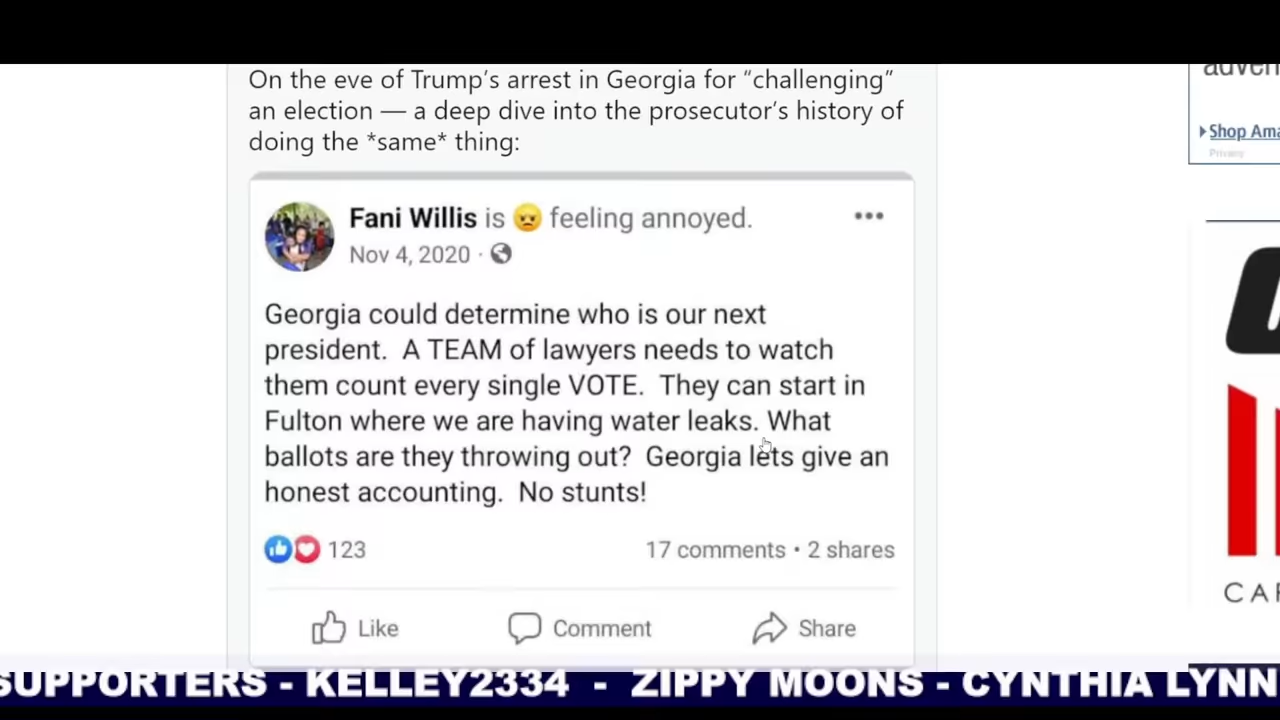 On the eve of Trump’s arrest in Georgia for “challenging”
an election — a deep dive into the prosecutor’s history of
doing the *same* thing:
Fani Willis is 😠 feeling annoyed.
Nov 4, 2020 ·
Georgia could determine who is our next
president. A TEAM of lawyers needs to watch
them count every single VOTE. They can start in
Fulton where we are having water leaks. What
ballots are they throwing out? Georgia lets give an
honest accounting. No stunts!
123
17 comments • 2 shares
Like Comment Share
Shop
Privacy
SUPPORTERS - KELLEY2334 - ZIPPY MOONS - CYNTHIA LYNN